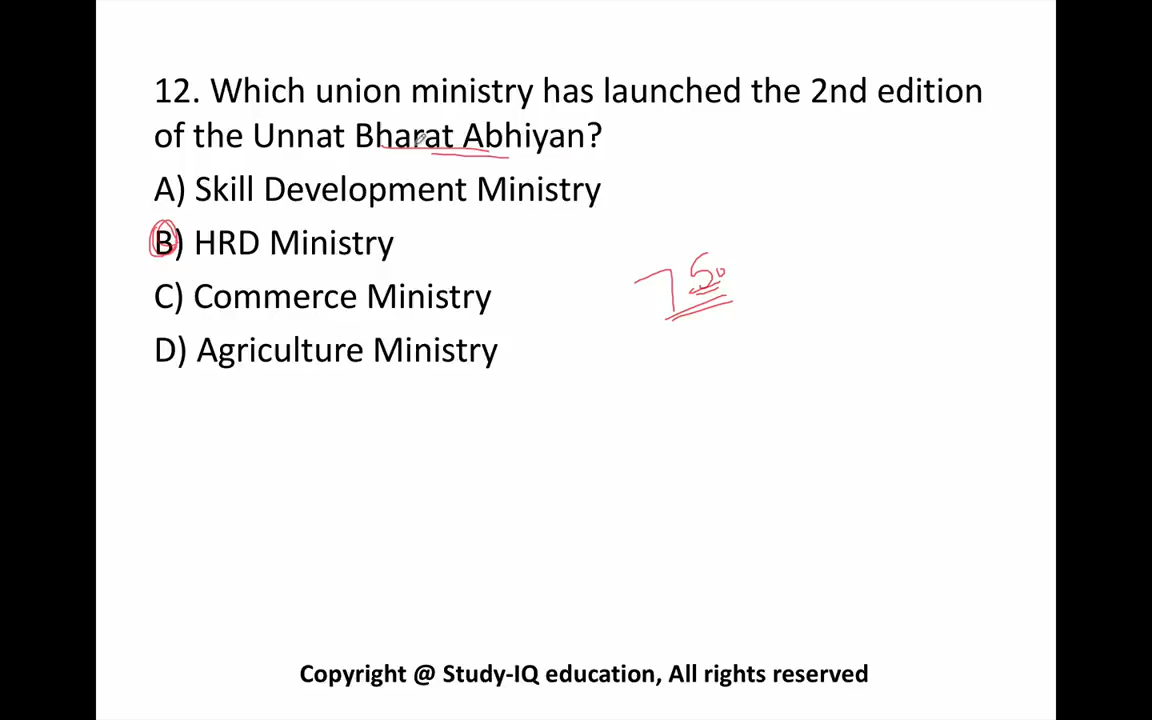 12. Which union ministry has launched the 2nd edition
of the Unnat Bharat Abhiyan?
A) Skill Development Ministry
B) HRD Ministry
750
C) Commerce Ministry
D) Agriculture Ministry
Copyright @ Study-IQ education, All rights reserved